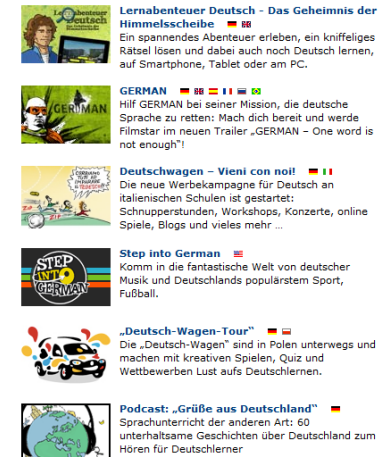 Lernabenteuer Deutsch
Lernabenteuer Deutsch - Das Geheimnis der
Himmelsscheibe
Ein spannendes Abenteuer erleben, ein kniffeliges
Rätsel lösen und dabei auch noch Deutsch lernen,
auf Smartphone, Tablet oder am PC.
GERDMAN
GERMAN
Hilf GERMAN bei seiner Mission, die deutsche
Sprache zu retten: Mach dich bereit und werde
Filmstar im neuen Trailer „GERMAN – One word is
not enough“!
Deutschwagen – Vieni con noi!
Die neue Werbekampagne für Deutsch an
italienischen Schulen ist gestartet:
Schnupperstunden, Workshops, Konzerte, online
Spiele, Blogs und vieles mehr ...
STEP
INTO
GERMAN
Step into German
Komm in die fantastische Welt von deutscher
Musik und Deutschlands populärstem Sport,
Fußball.
„Deutsch-Wagen-Tour“
Die „Deutsch-Wagen“ sind in Polen unterwegs und
machen mit kreativen Spielen, Quiz und
Wettbewerben Lust aufs Deutschlernen.
Podcast: „Grüße aus Deutschland“
Sprachunterricht der anderen Art: 60
unterhaltsame Geschichten über Deutschland zum
Hören für Deutschlerner